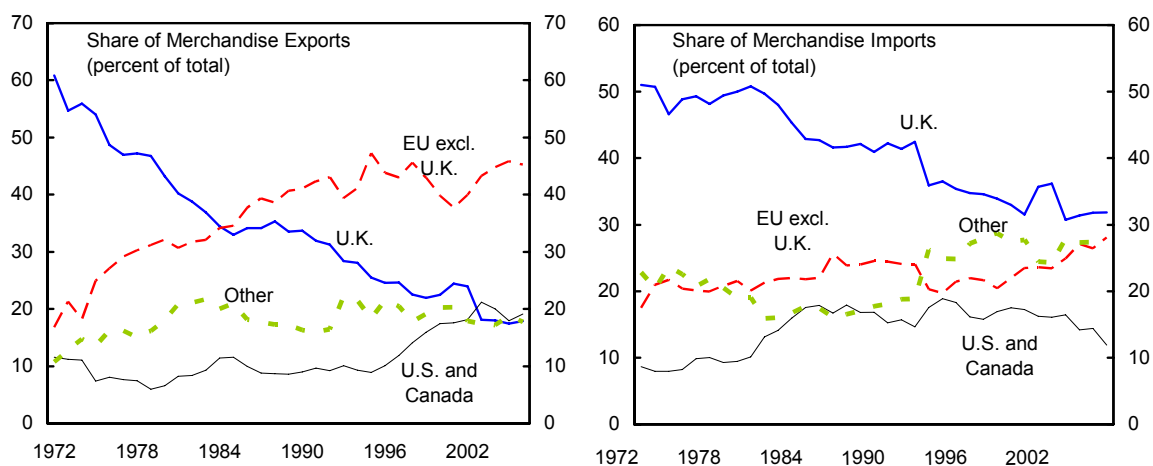 70
60
50
40
30
20
10
0
Share of Merchandise Exports
(percent of total)
EU excl.
U.K.
U.K.
Other
U.S. and
Canada
70
60
50
40
30
20
10
0
1972
1978
1984
1990
1996
2002
60
50
40
30
20
10
0
Share of Merchandise Imports
(percent of total)
U.K.
EU excl.
U.K.
Other
U.S. and
Canada
60
50
40
30
20
10
0
1972
1978
1984
1990
1996
2002